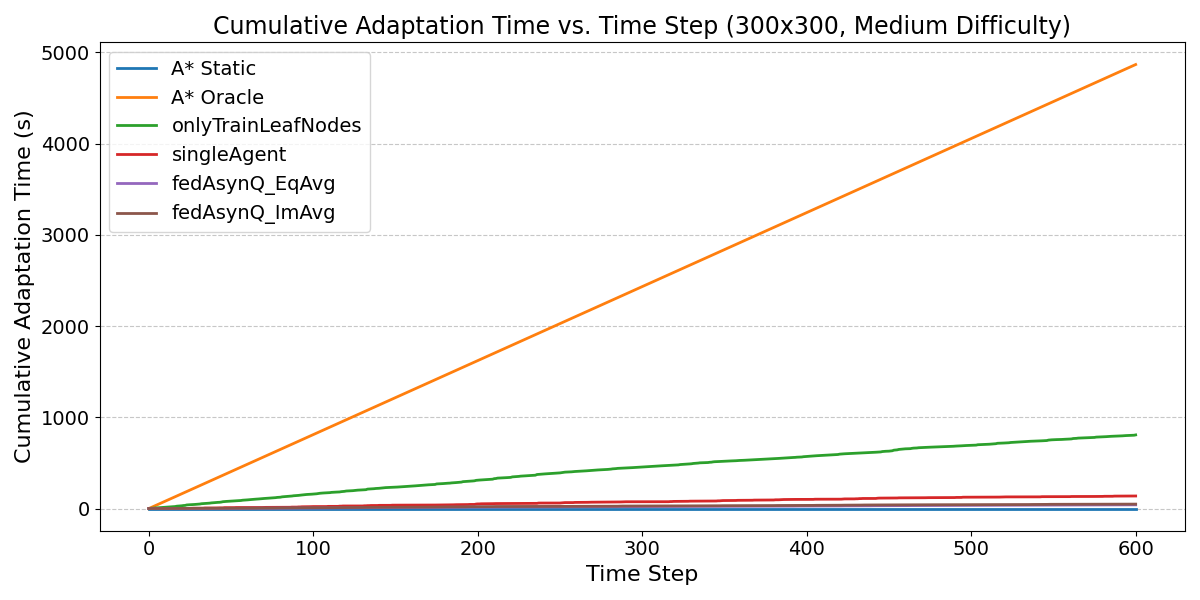 Cumulative Adaptation Time vs. Time Step (300x300, Medium Difficulty)
Cumulative Adaptation Time (s)
5000
4000
3000
2000
1000
0
A* Static
A* Oracle
onlyTrainLeafNodes
singleAgent
fedAsynQ_EqAvg
fedAsynQ_ImAvg
0 100 200 300 400 500 600
Time Step